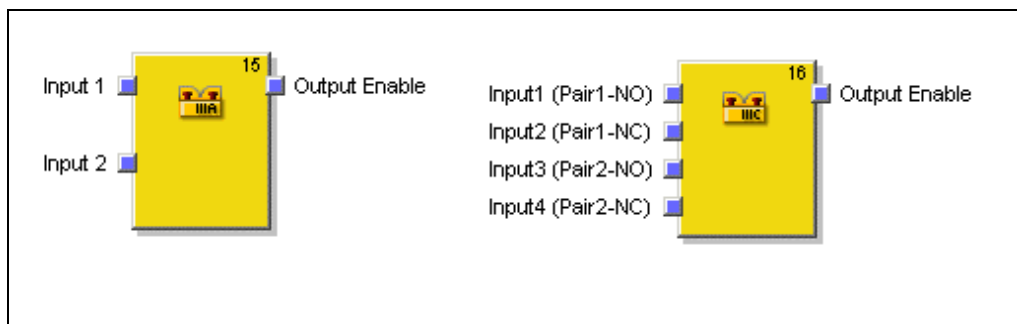 15
Input 1
Output Enable
IIIA
Input 2
16
Input1 (Pair1-NO)
Output Enable
IIIC
Input2 (Pair1-NC)
Input3 (Pair2-NO)
Input4 (Pair2-NC)